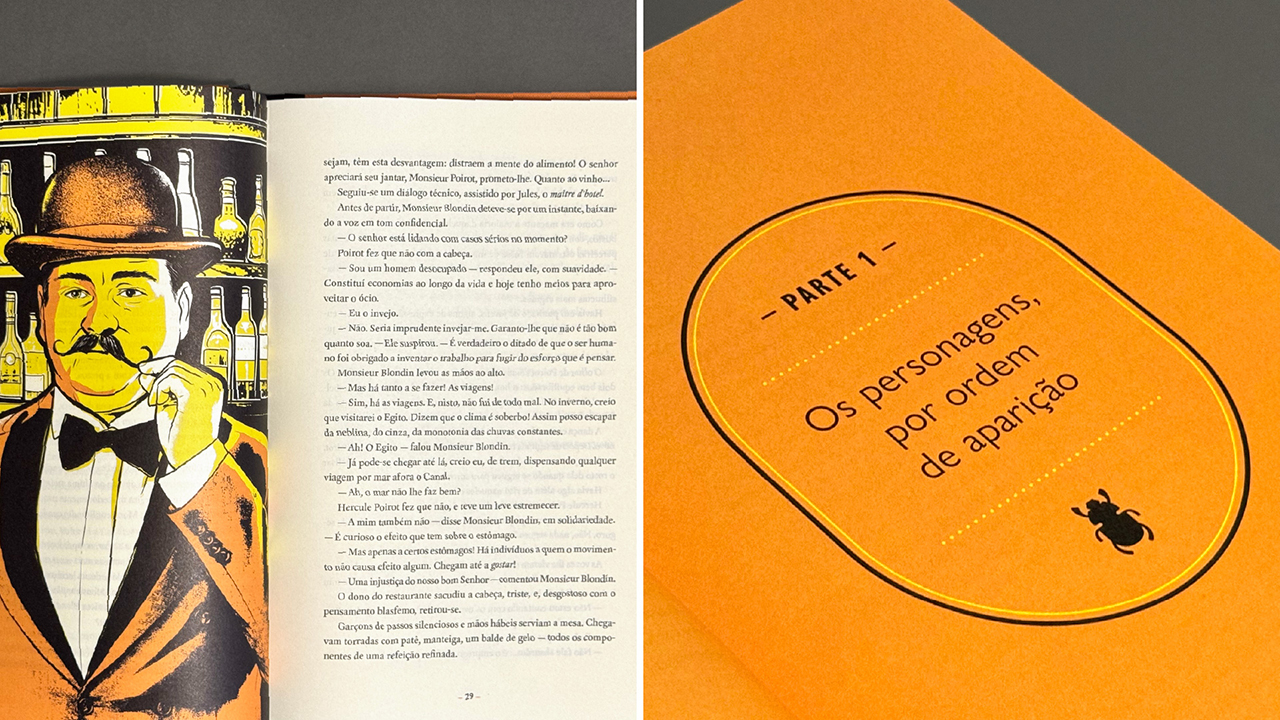 sejam, têm esta desvantagem: distraem a mente do alimento! O senhor
apreciará seu jantar, Monsieur Poirot, prometo-lhe. Quanto ao vinho...
Seguiu-se um diálogo técnico, assistido por Jules, o maître d'hotel.
Antes de partir, Monsieur Blondin deteve-se por um instante, baixan-
do a voz em tom confidencial.
— O senhor está lidando com casos sérios no momento?
Poirot fez que não com a cabeça.
— Sou um homem desocupado — respondeu ele, com suavidade. —
Constituí economias ao longo da vida e hoje tenho meios para apro-
veitar o ócio.
— Eu o invejo.
— Não. Seria imprudente invejar-me. Garanto-lhe que não é tão bom
quanto soa. — Ele suspirou. — É verdadeiro o ditado de que o ser huma-
no foi obrigado a inventar o trabalho para fugir do esforço que é pensar.
Monsieur Blondin levou as mãos ao alto.
— Mas há tanto a se fazer! As viagens!
— Sim, há as viagens. E, nisto, não fui de todo mal. No inverno, creio
que visitarei o Egito. Dizem que o clima é soberbo! Assim posso escapar
da neblina, do cinza, da monotonia das chuvas constantes.
— Ah! O Egito — falou Monsieur Blondin.
— Já pode-se chegar até lá, creio eu, de trem, dispensando qualquer
viagem por mar afora o Canal.
— Ah, o mar não lhe faz bem?
Hercule Poirot fez que não, e teve um leve estremecer.
— A mim também não — disse Monsieur Blondin, em solidariedade.
— É curioso o efeito que tem sobre o estômago.
— Mas apenas a certos estômagos! Há indivíduos a quem o movimen-
to não causa efeito algum. Chegam até a gostar!
— Uma injustiça do nosso bom Senhor — comentou Monsieur Blondin.
O dono do restaurante sacudiu a cabeça, triste, e, desgostoso com o
pensamento blasfemo, retirou-se.
Garçons de passos silenciosos e mãos hábeis serviam a mesa. Chega-
vam torradas com patê, manteiga, um balde de gelo — todos os compo-
nentes de uma refeição refinada.
– 29 –
– PARTE 1 –
Os personagens,
por ordem
de aparição